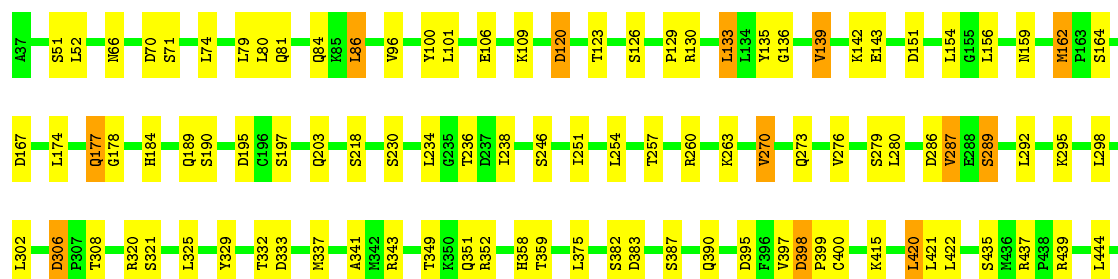 A37 S51 L52 N66 D70 S71 L74 L79 L80 Q81 Q84 K85 L86 V96 Y100 L101 E106 K109 D120 T123 S126 P129 R130 L133 L134 Y135 G136 V139 K142 E143 D151 L154 G155 L156 N159 M162 P163 S164
D167 L174 Q177 G178 H184 Q189 S190 D195 C196 S197 Q203 S218 S230 L234 G235 T236 D237 T238 S246 I251 L254 T257 R260 K263 V270 Q273 V276 S279 L280 D286 V287 E288 S289 L292 K295 L298
L302 D306 P307 T308 R320 S321 L325 Y329 T332 D333 M337 A341 M342 R343 T349 K350 Q351 R352 H358 T359 L375 S382 D383 S387 Q390 D395 F396 V397 D398 P399 C400 K415 L420 L421 L422 S435 M436 R437 P438 R439 L444